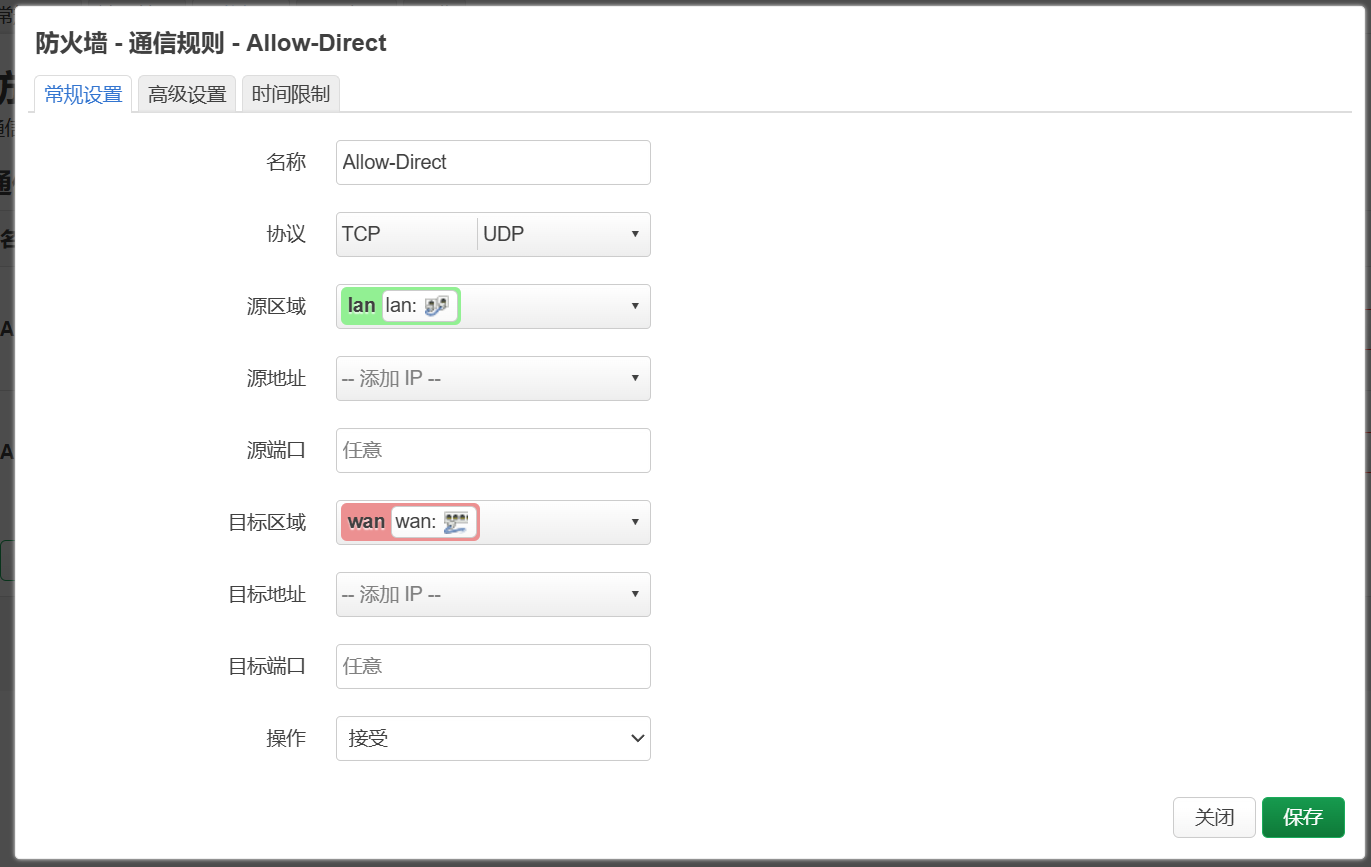 防火墙 - 通信规则 - Allow-Direct
常规设置 高级设置 时间限制
名称 Allow-Direct
协议 TCP UDP
源区域 lan lan:
源地址 -- 添加 IP --
源端口 任意
目标区域 wan wan:
目标地址 -- 添加 IP --
目标端口 任意
操作 接受
关闭 保存